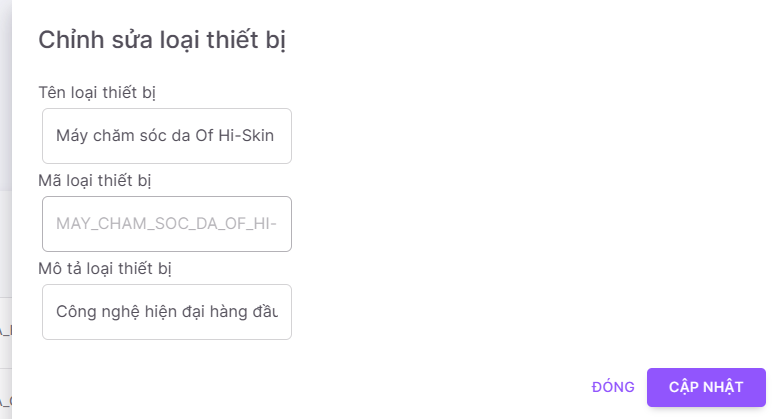 Chỉnh sửa loại thiết bị
Tên loại thiết bị
Máy chăm sóc da Of Hi-Skin
Mã loại thiết bị
MAY_CHAM_SOC_DA_OF_HI-
Mô tả loại thiết bị
Công nghệ hiện đại hàng đầu
ĐÓNG CẬP NHẬT